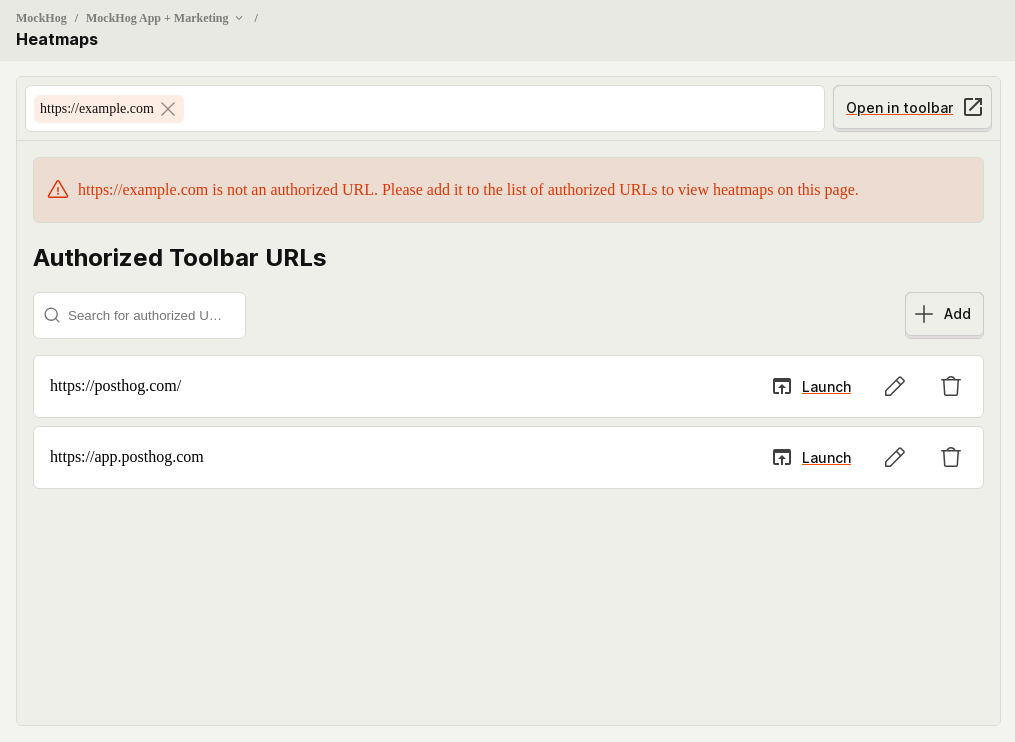 MockHog / MockHog App + Marketing /
Heatmaps
https://example.com
Open in toolbar
https://example.com is not an authorized URL. Please add it to the list of authorized URLs to view heatmaps on this page.
Authorized Toolbar URLs
Search for authorized U…
Add
https://posthog.com/
Launch
https://app.posthog.com
Launch